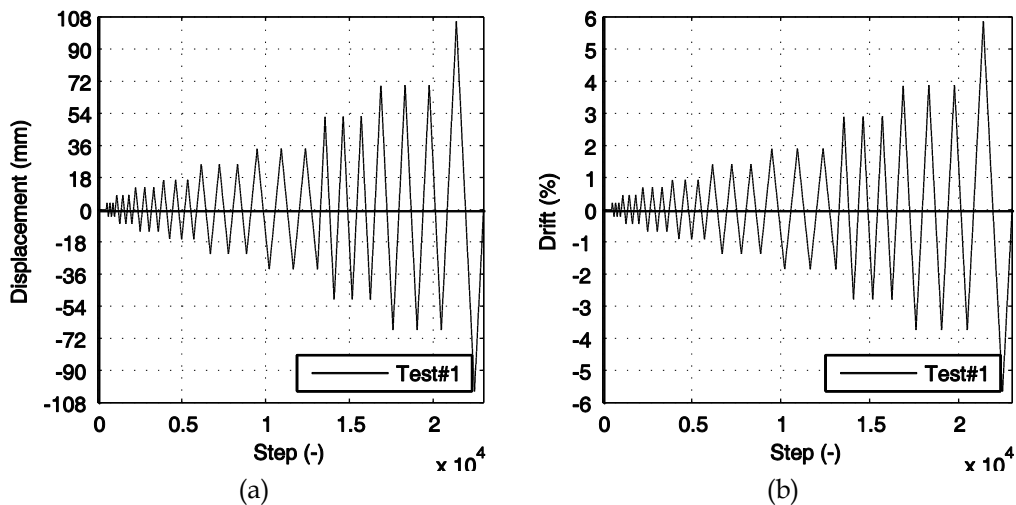 108
90
72
54
36
18
0
-18
-36
-54
-72
-90
-108
Displacement (mm)
0 0.5 1 1.5 2
Step (-)
x 10^4
Test#1
(a)
6
5
4
3
2
1
0
-1
-2
-3
-4
-5
-6
Drift (%)
0 0.5 1 1.5 2
Step (-)
x 10^4
Test#1
(b)